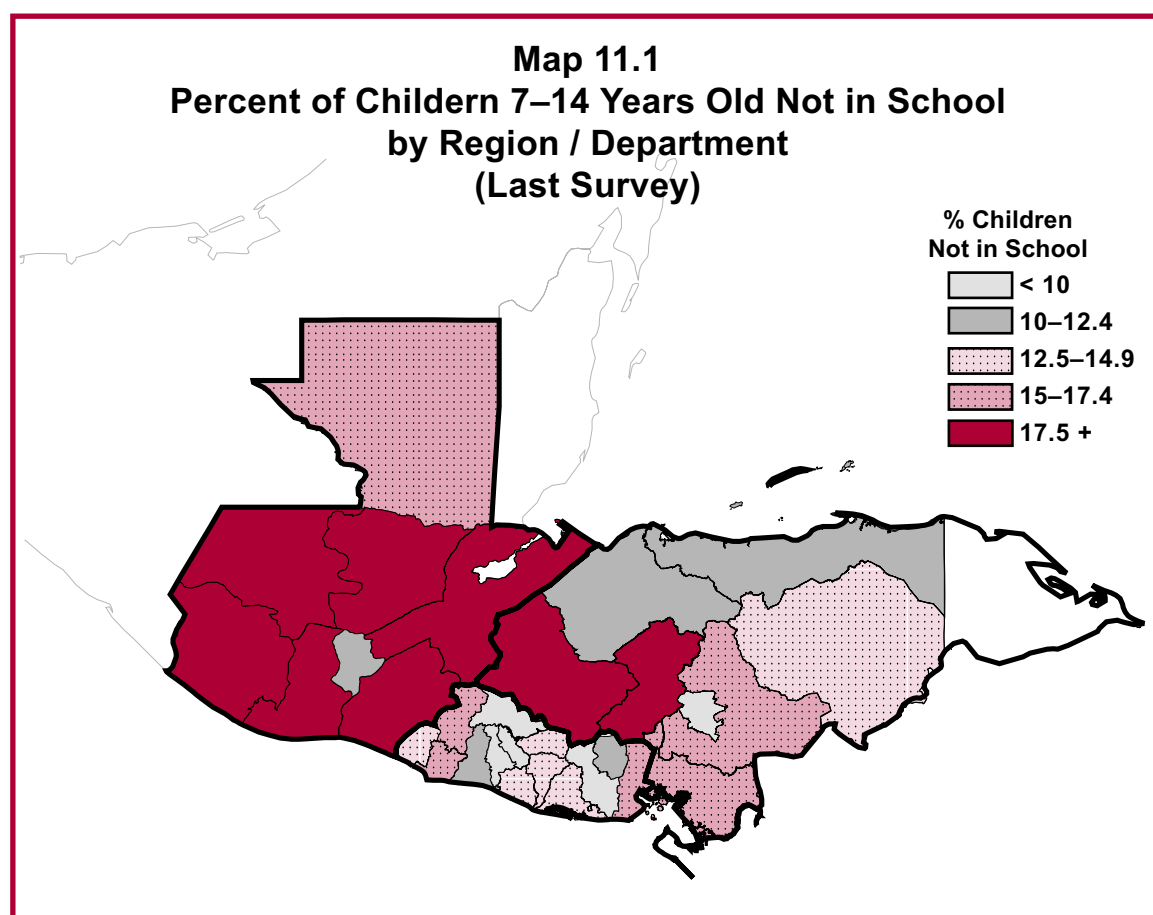 Map 11.1
Percent of Childern 7–14 Years Old Not in School
by Region / Department
(Last Survey)
% Children
Not in School
< 10
10–12.4
12.5–14.9
15–17.4
17.5 +